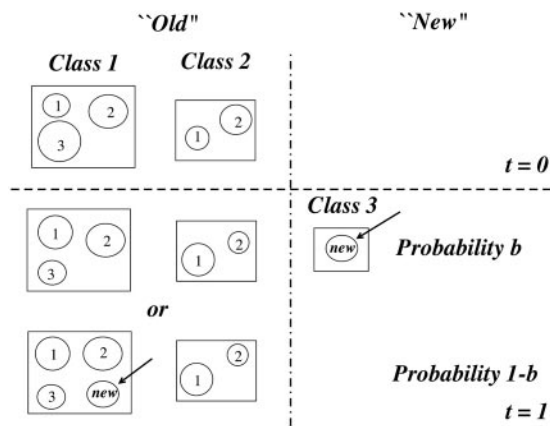 ``Old" ``New"
Class 1 Class 2
1 2 3 1 2
t = 0
Class 3
1 2 3 1 2 new Probability b
or
1 2 3 new 1 2 Probability 1-b
t = 1